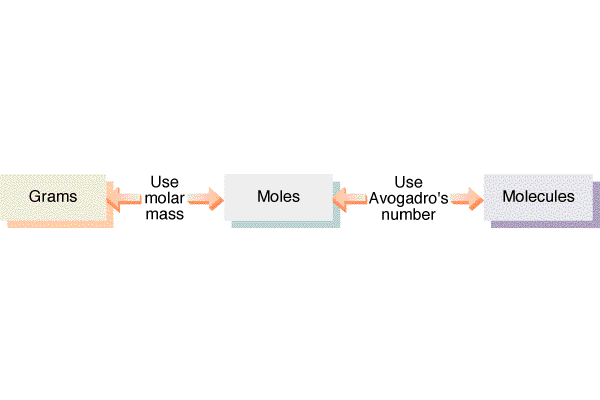 Grams
Use
molar
mass
Moles
Use
Avogadro's
number
Molecules